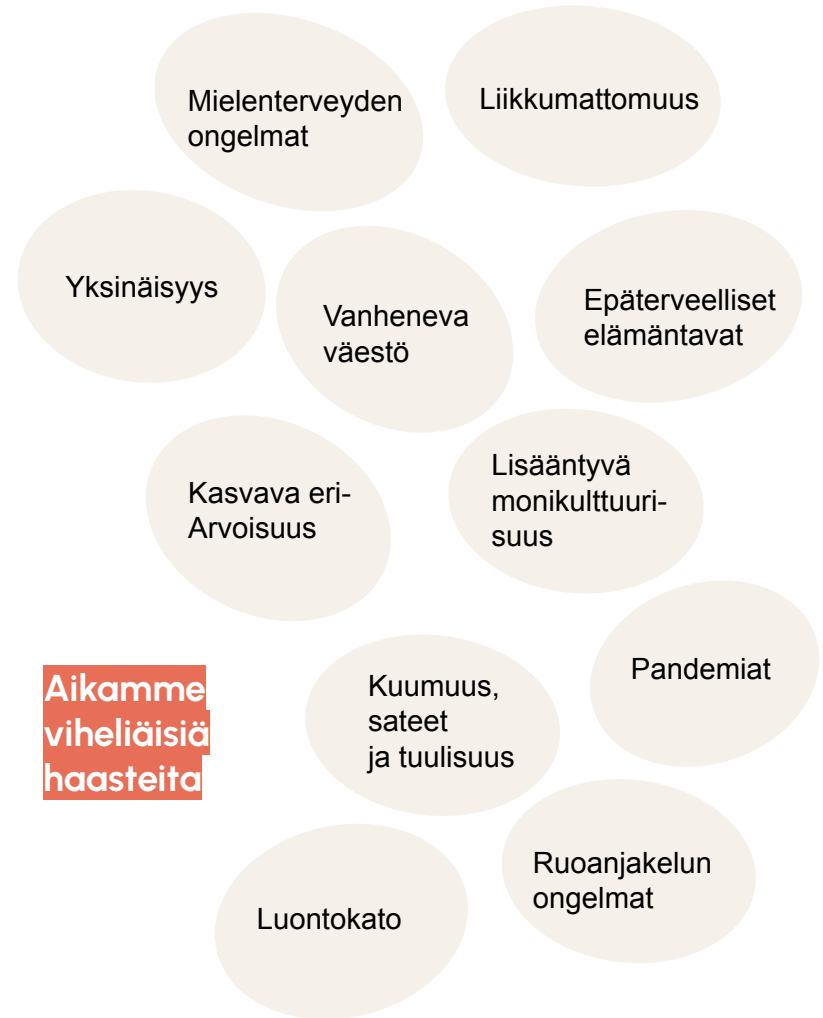 Mielenterveyden
ongelmat
Liikkumattomuus
Yksinäisyys
Vanheneva
väestö
Epäterveelliset
elämäntavat
Kasvava eri-
Arvoisuus
Lisääntyvä
monikulttuuri-
suus
Aikamme
viheliäisiä
haasteita
Kuumuus,
sateet
ja tuulisuus
Pandemiat
Luontokato
Ruoanjakelun
ongelmat